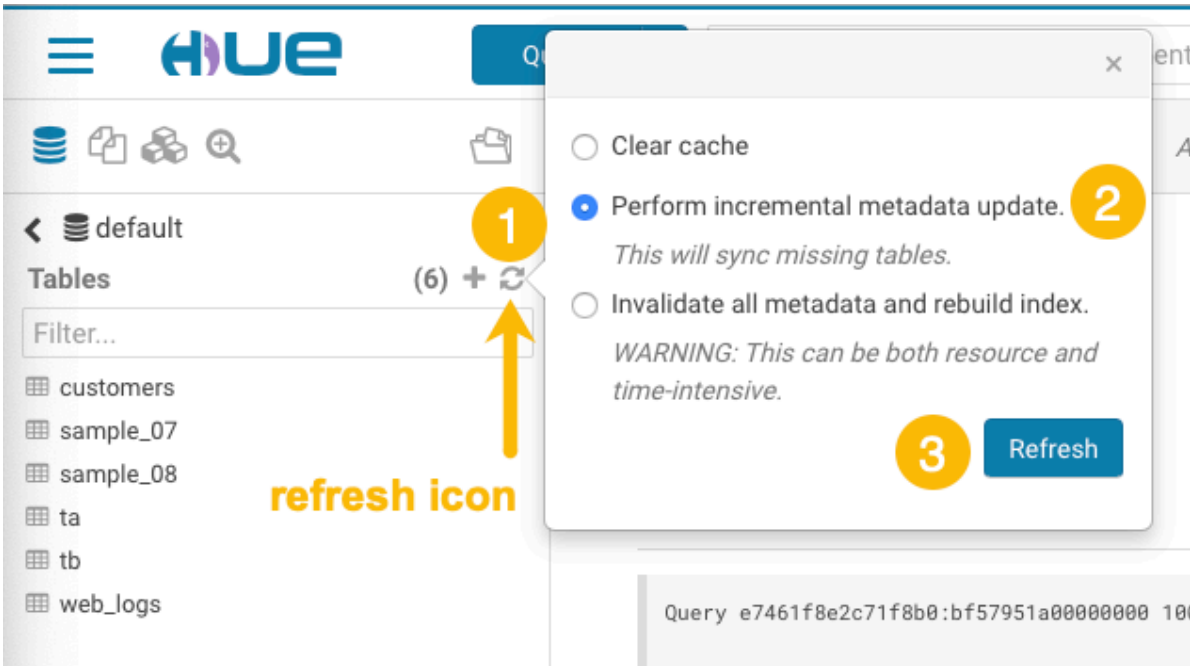 HUE
Clear cache
Perform incremental metadata update.
2
This will sync missing tables.
Invalidate all metadata and rebuild index.
WARNING: This can be both resource and
time-intensive.
3
Refresh
default
1
Tables (6)
Filter...
customers
sample_07
sample_08
refresh icon
ta
tb
web_logs
Query e7461f8e2c71f8b0:bf57951a00000000